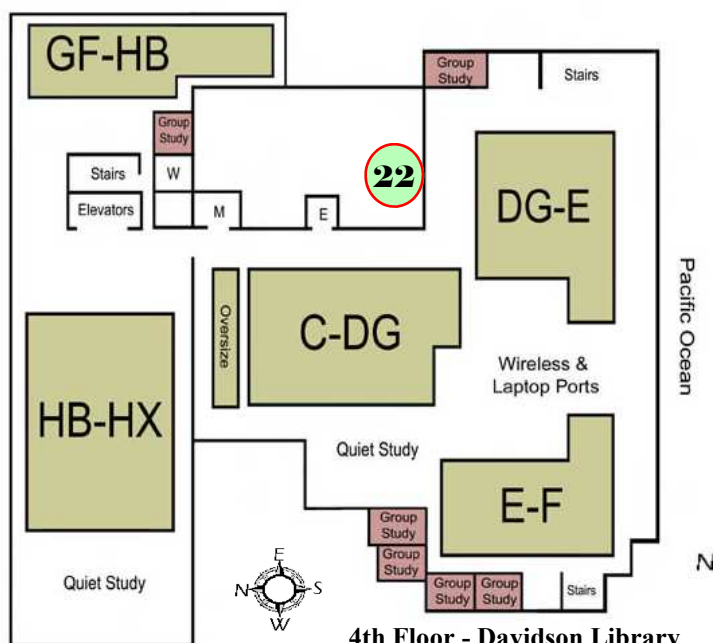 GF-HB
Group
Study
Stairs
Group
Study
Stairs
W
22
Elevators
M
E
DG-E
Pacific Ocean
Oversize
C-DG
HB-HX
Wireless &
Laptop Ports
Quiet Study
E-F
Group
Study
Group
Study
Quiet Study
Group
Study
Group
Study
Stairs
E
N
S
W
N
4th Floor - Davidson Library